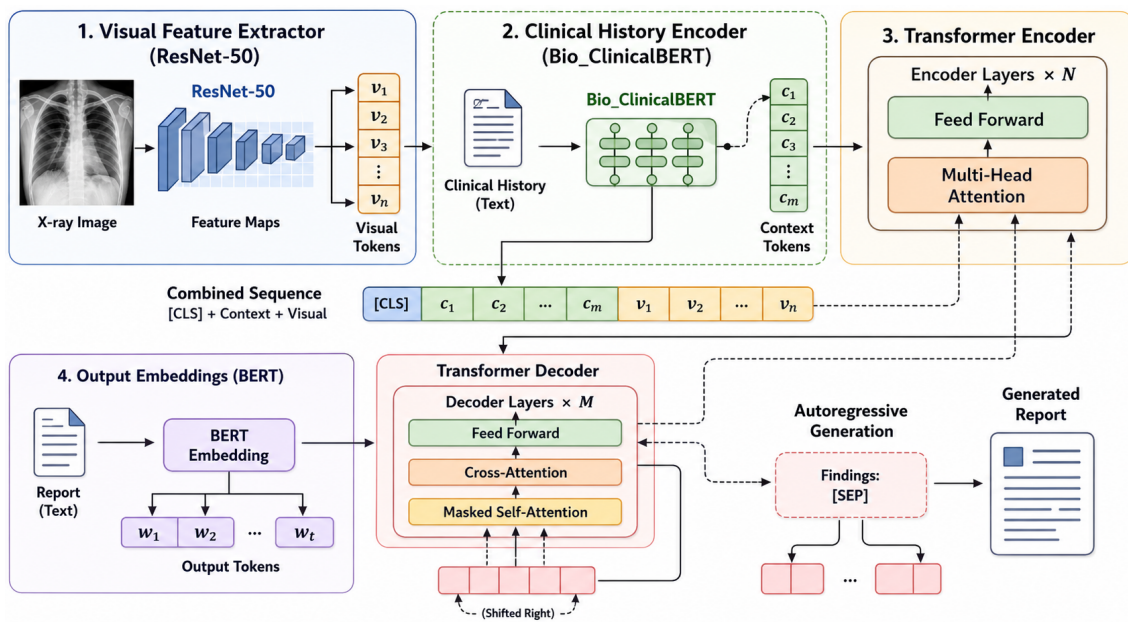 1. Visual Feature Extractor
(ResNet-50)
ResNet-50
X-ray Image
Feature Maps
v1
v2
v3
⋮
vn
Visual
Tokens
2. Clinical History Encoder
(Bio_ClinicalBERT)
Clinical History
(Text)
Bio_ClinicalBERT
c1
c2
c3
⋮
cm
Context
Tokens
3. Transformer Encoder
Encoder Layers × N
Feed Forward
Multi-Head
Attention
Combined Sequence
[CLS] + Context + Visual
[CLS] c1 c2 ... cm v1 v2 ... vn
4. Output Embeddings (BERT)
Report
(Text)
BERT
Embedding
w1 w2 ... wt
Output Tokens
Transformer Decoder
Decoder Layers × M
Feed Forward
Cross-Attention
Masked Self-Attention
(Shifted Right)
Autoregressive
Generation
Findings:
[SEP]
...
Generated
Report